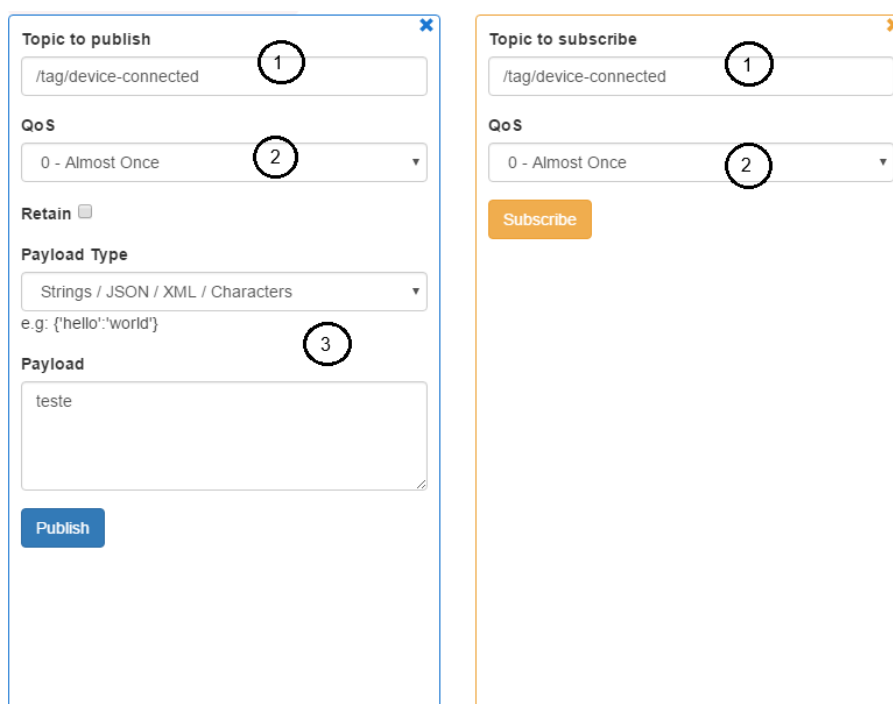 Topic to publish
1
/tag/device-connected
QoS
0 - Almost Once
2
Retain
Payload Type
Strings / JSON / XML / Characters
e.g: {'hello':'world'}
3
Payload
teste
Publish
Topic to subscribe
1
/tag/device-connected
QoS
0 - Almost Once
2
Subscribe